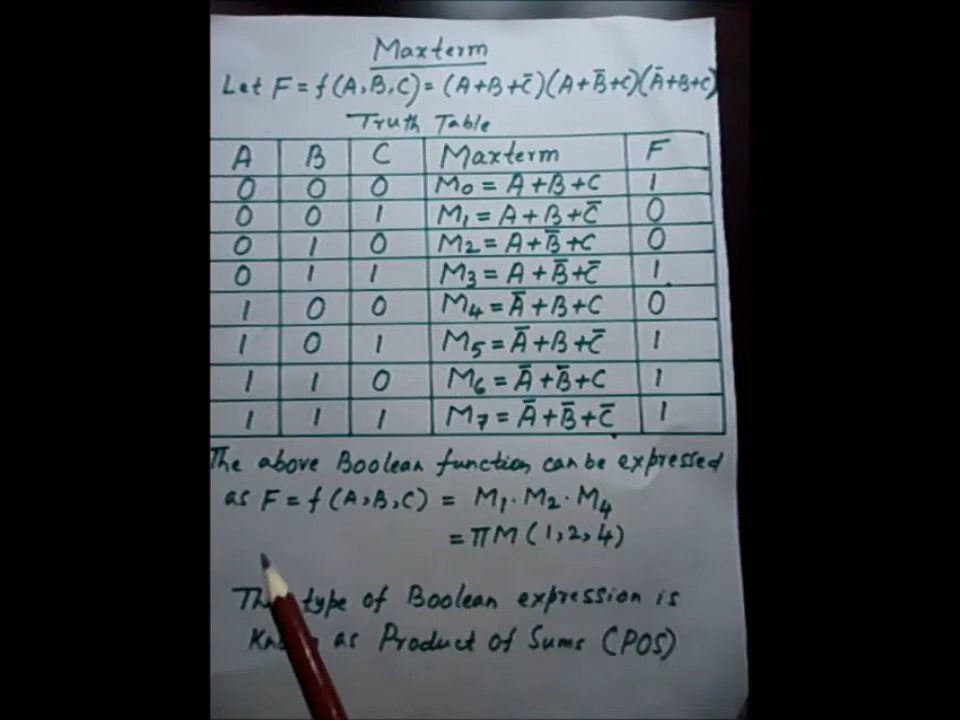 Maxterm
Let F = f(A,B,C) = (A+B+C̅)(A+B̅+C)(A̅+B+C)
Truth Table
A B C Maxterm F
0 0 0 M₀ = A+B+C 1
0 0 1 M₁ = A+B+C̅ 0
0 1 0 M₂ = A+B̅+C 0
0 1 1 M₃ = A+B̅+C̅ 1
1 0 0 M₄ = A̅+B+C 0
1 0 1 M₅ = A̅+B+C̅ 1
1 1 0 M₆ = A̅+B̅+C 1
1 1 1 M₇ = A̅+B̅+C̅ 1
The above Boolean function can be expressed
as F = f(A,B,C) = M₁·M₂·M₄
= πM(1,2,4)
type of Boolean expression is
as Product of Sums (POS)